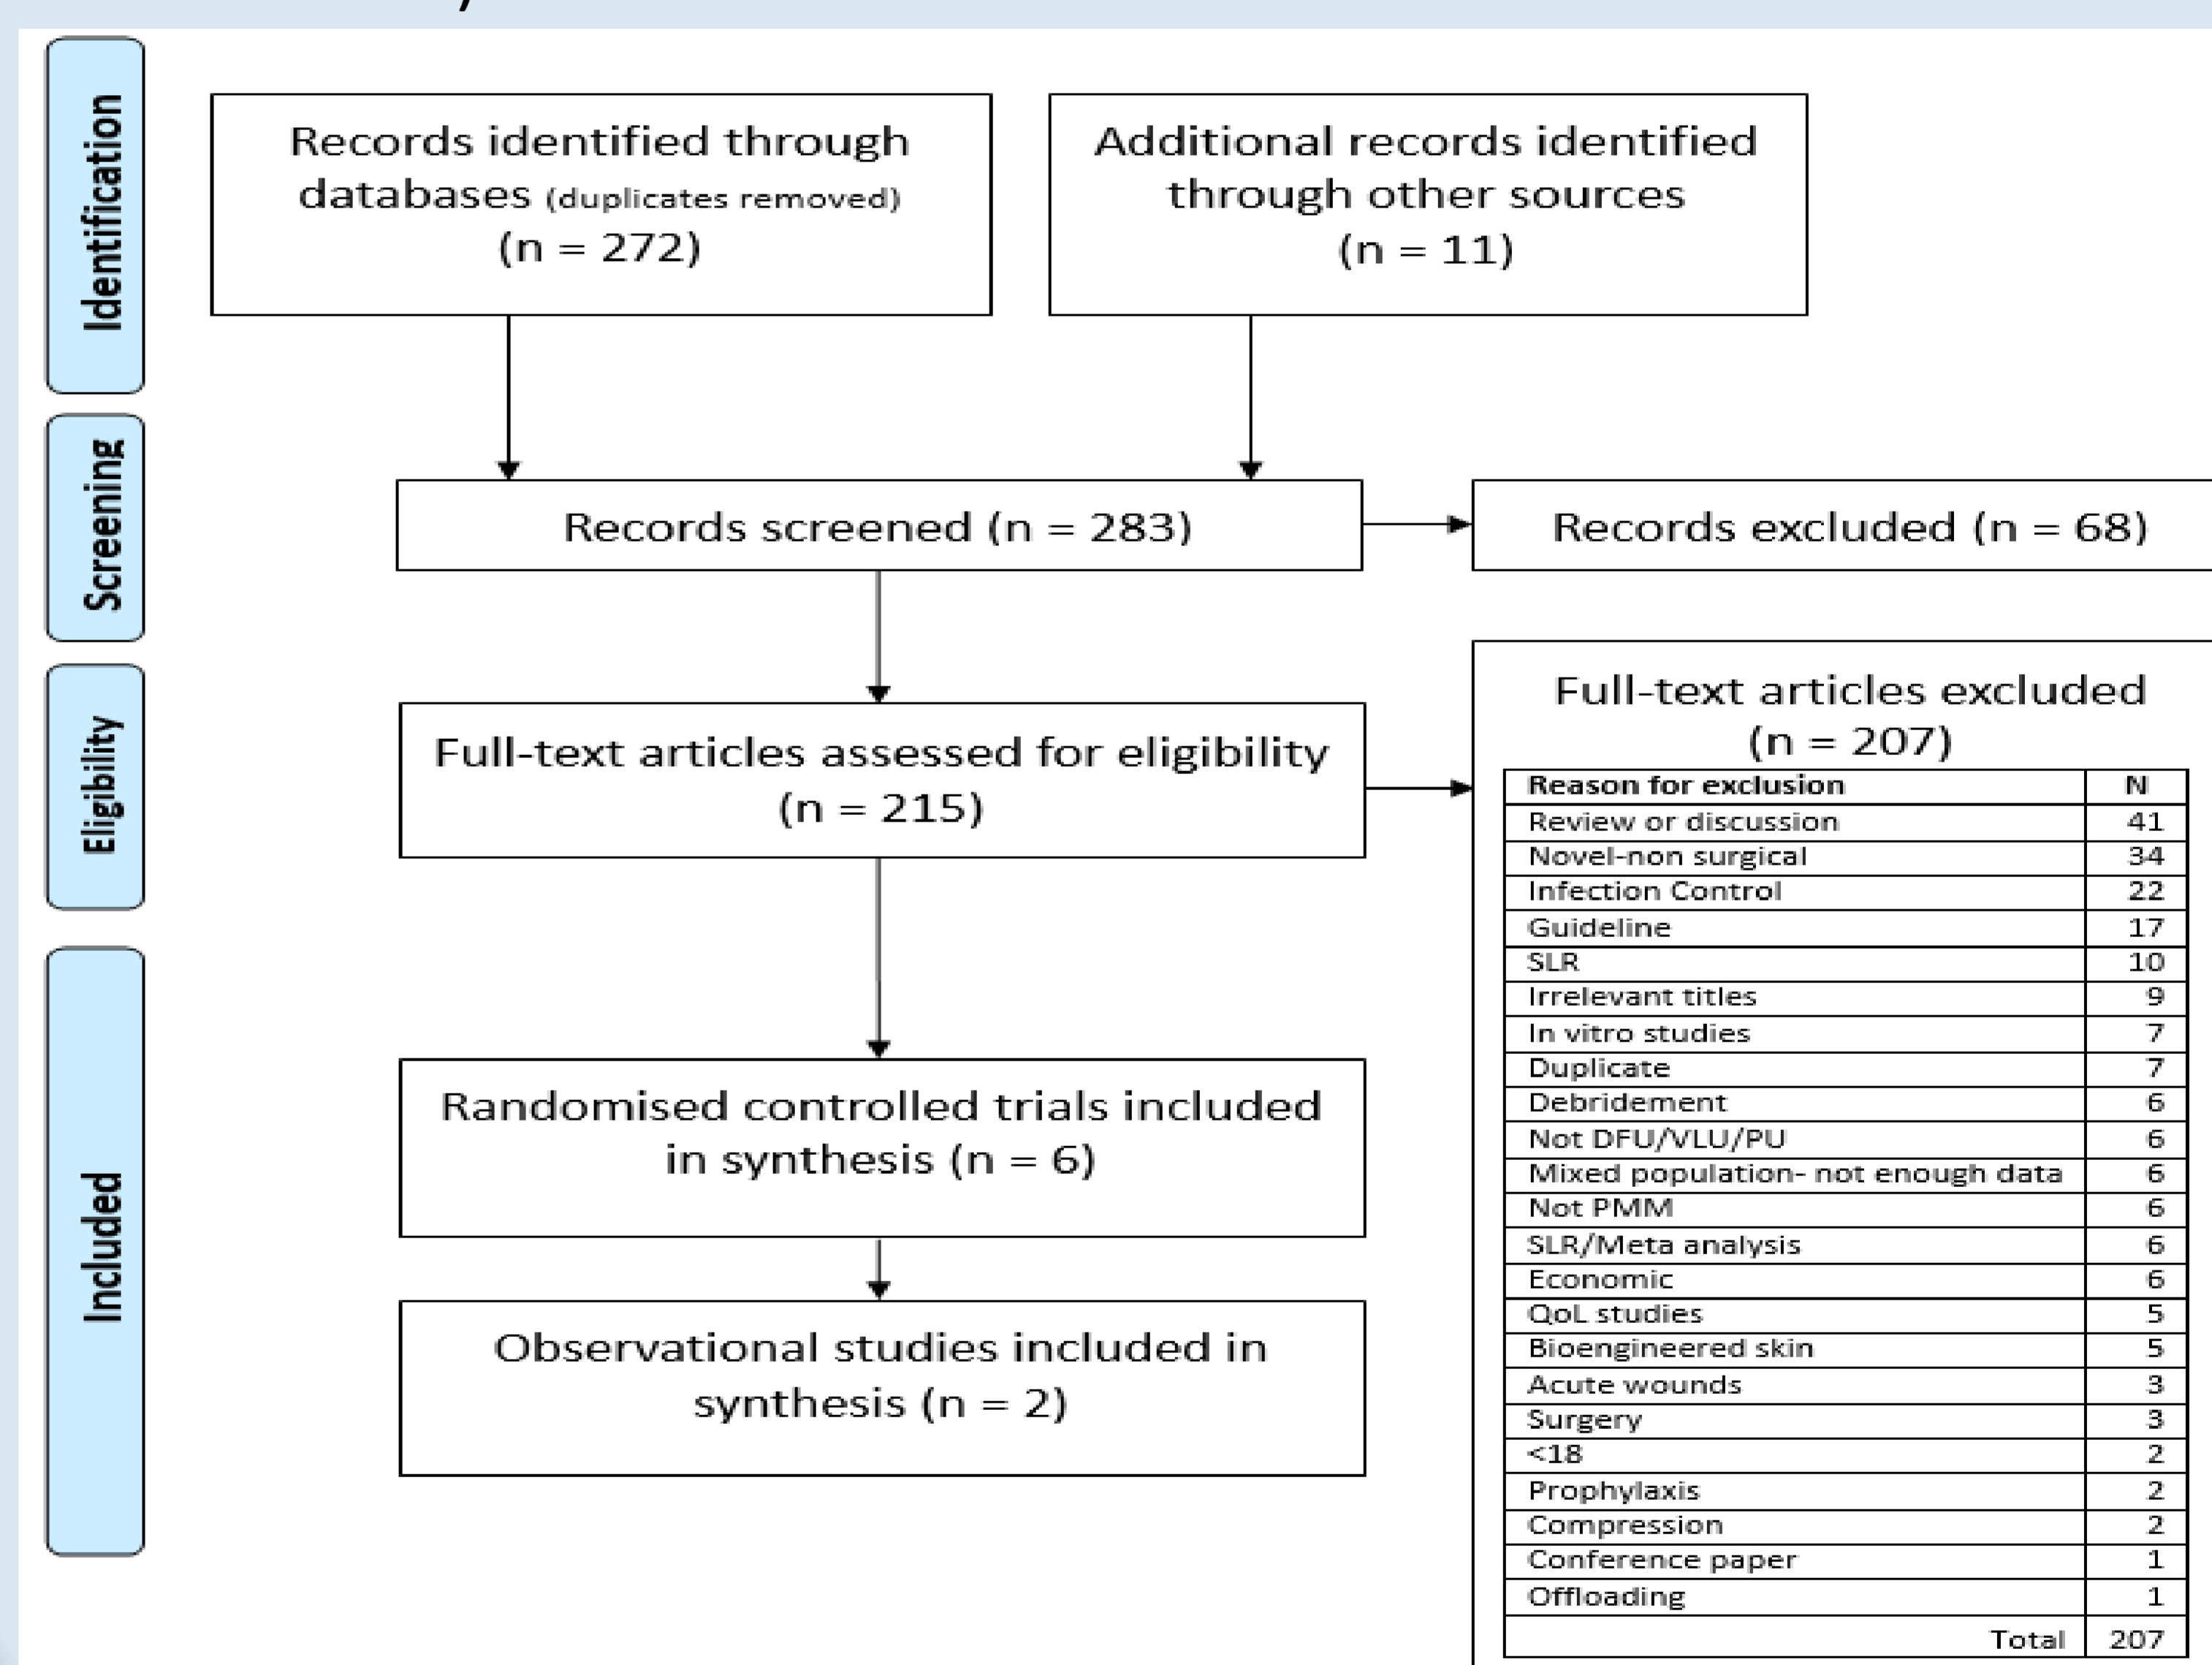 Identification
Records identified through
databases (duplicates removed)
(n = 272)
Additional records identified
through other sources
(n = 11)
Screening
Records screened (n = 283)
Records excluded (n = 68)
Eligibility
Full-text articles assessed for eligibility
(n = 215)
Full-text articles excluded
(n = 207)
Reason for exclusion N
Review or discussion 41
Novel-non surgical 34
Infection Control 22
Guideline 17
SLR 10
Irrelevant titles 9
In vitro studies 7
Duplicate 7
Debridement 6
Not DFU/VLU/PU 6
Mixed population- not enough data 6
Not PMM 6
SLR/Meta analysis 6
Economic 6
QoL studies 5
Bioengineered skin 5
Acute wounds 3
Surgery 3
<18 2
Prophylaxis 2
Compression 2
Conference paper 1
Offloading 1
Total 207
Included
Randomised controlled trials included
in synthesis (n = 6)
Observational studies included in
synthesis (n = 2)